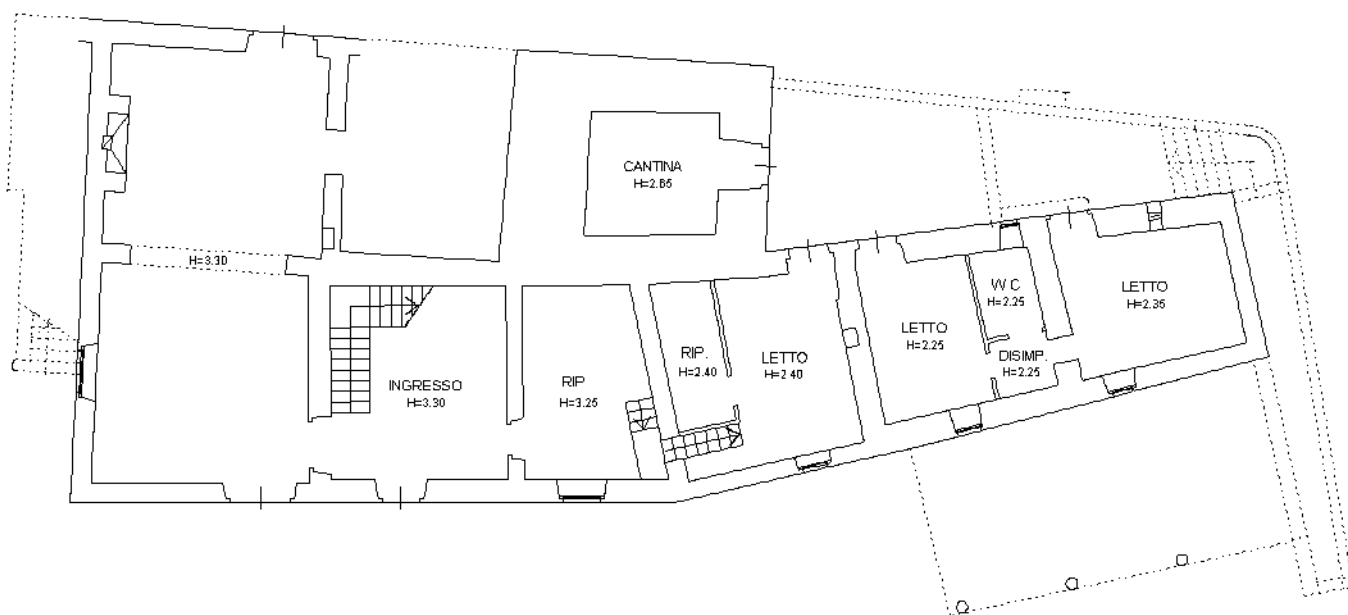 CANTINA
H=2.65
H=3.30
INGRESSO
H=3.30
RIP
H=3.25
RIP.
H=2.40
LETTO
H=2.40
LETTO
H=2.25
W C
H=2.25
DISIMP.
H=2.25
LETTO
H=2.35